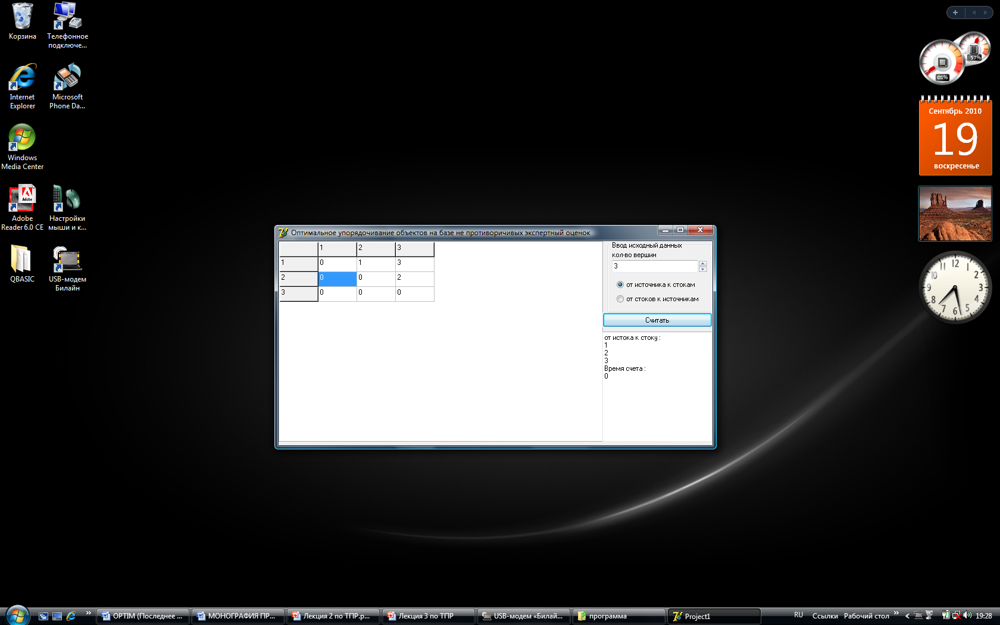 Корзина
Телефонное
подключе...
Internet
Explorer
Microsoft
Phone Da...
Windows
Media Center
Adobe
Adobe
Reader 6.0 CE
Настройки
мыши и к...
QBASIC
USB-модем
Билайн
57%
01%
Сентябрь 2010
19
воскресенье
12
1
2
3
4
5
6
7
8
9
10
11
Оптимальное упорядочивание объектов на базе не противоричивых экспертный оценок
1 2 3
1 0 1 3
2 0 0 2
3 0 0 0
Ввод исходный данных
кол-во вершин
3
от источника к стокам
от стоков к источникам
Считать
от истока к стоку :
1
2
3
Время счета :
0
OPTIM (Последнее ...
МОНОГРАФИЯ ПР...
Лекция 2 по ТПР.p...
Лекция 3 по ТПР
USB-модем «Билай...
программа
Project1
RU
Ссылки
Рабочий стол
19:28